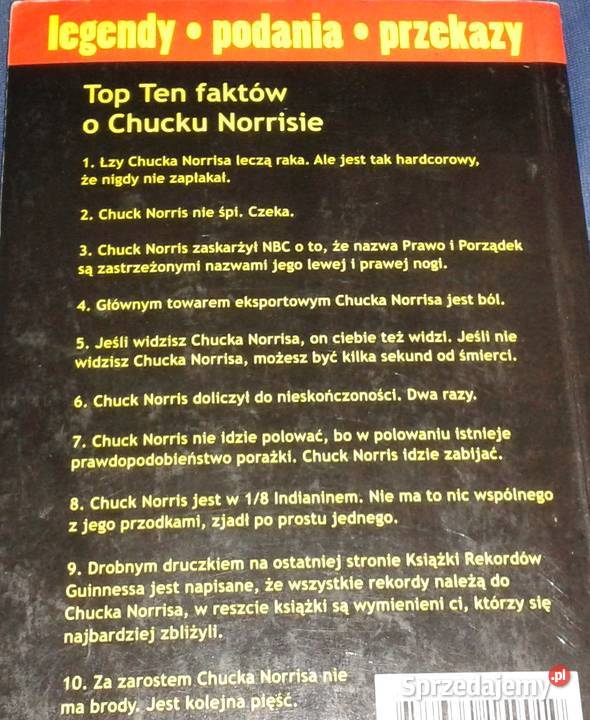 legendy • podania • przekazy
Top Ten faktów
o Chucku Norrisie
1. Łzy Chucka Norrisa leczą raka. Ale jest tak hardcorowy,
że nigdy nie zapłakał.
2. Chuck Norris nie śpi. Czeka.
3. Chuck Norris zaskarżył NBC o to, że nazwa Prawo i Porządek
są zastrzeżonymi nazwami jego lewej i prawej nogi.
4. Głównym towarem eksportowym Chucka Norrisa jest ból.
5. Jeśli widzisz Chucka Norrisa, on ciebie też widzi. Jeśli nie
widzisz Chucka Norrisa, możesz być kilka sekund od śmierci.
6. Chuck Norris doliczył do nieskończoności. Dwa razy.
7. Chuck Norris nie idzie polować, bo w polowaniu istnieje
prawdopodobieństwo porażki. Chuck Norris idzie zabijać.
8. Chuck Norris jest w 1/8 Indianinem. Nie ma to nic wspólnego
z jego przodkami, zjadł po prostu jednego.
9. Drobnym druczkiem na ostatniej stronie Książki Rekordów
Guinnessa jest napisane, że wszystkie rekordy należą do
Chucka Norrisa, w reszcie książki są wymienieni ci, którzy się
najbardziej zbliżyli.
10. Za zarostem Chucka Norrisa nie
ma brody. Jest kolejna pięść.
Sprzedajemy.pl